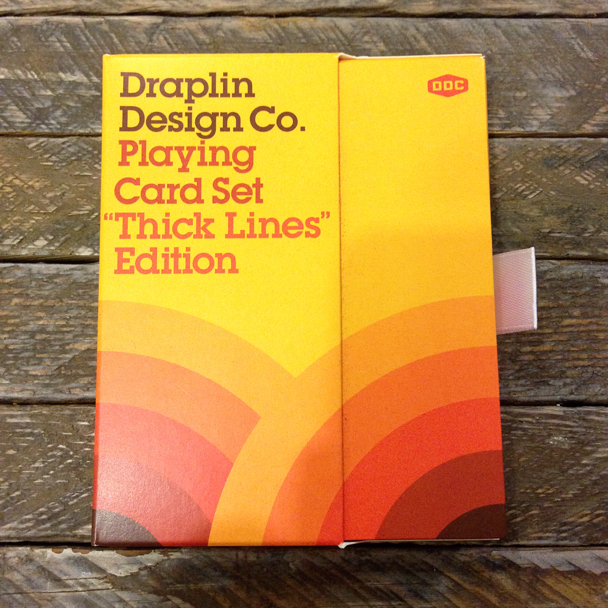 Draplin
Design Co.
Playing
Card Set
“Thick Lines”
Edition
DDC